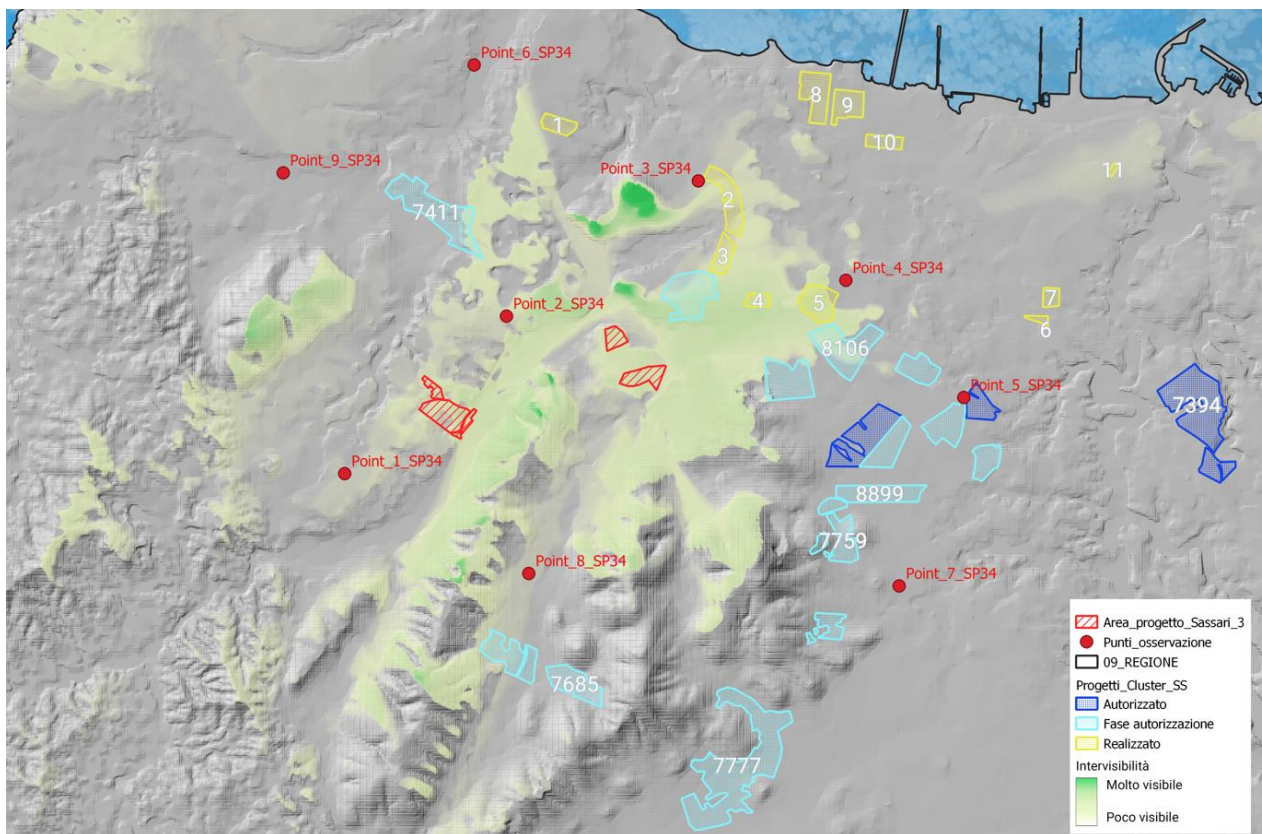 Point_6_SP34
8
9
1
10
Point_9_SP34
Point_3_SP34
11
2
7411
3
Point_4_SP34
4
5
7
Point_2_SP34
6
8106
Point_5_SP34
7394
Point_1_SP34
8899
7759
Point_8_SP34
Point_7_SP34
7685
7777
Area_progetto_Sassari_3
Punti_osservazione
09_REGIONE
Progetti_Cluster_SS
Autorizzato
Fase autorizzazione
Realizzato
Intervisibilità
Molto visibile
Poco visibile